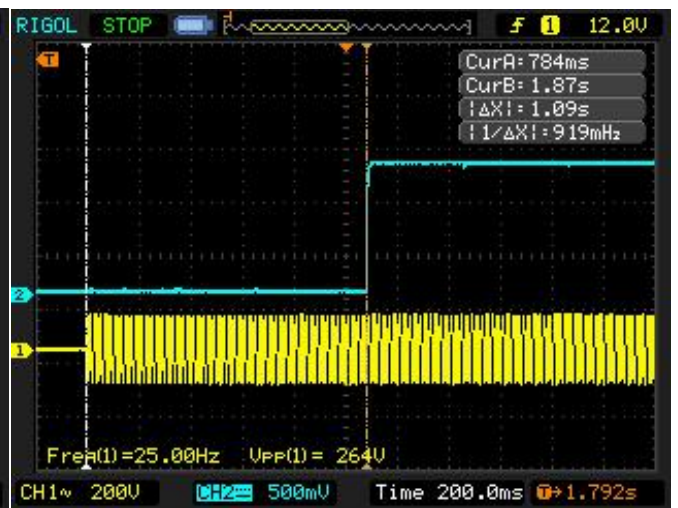 RIGOL STOP T f 1 12.0V
T
CurA: 784ms
CurB: 1.87s
|ΔX|: 1.09s
|1/ΔX|: 919mHz
2
1
Freq(1)=25.00Hz Vpp(1)= 264V
CH1~ 200V CH2 500mV Time 200.0ms T→1.792s